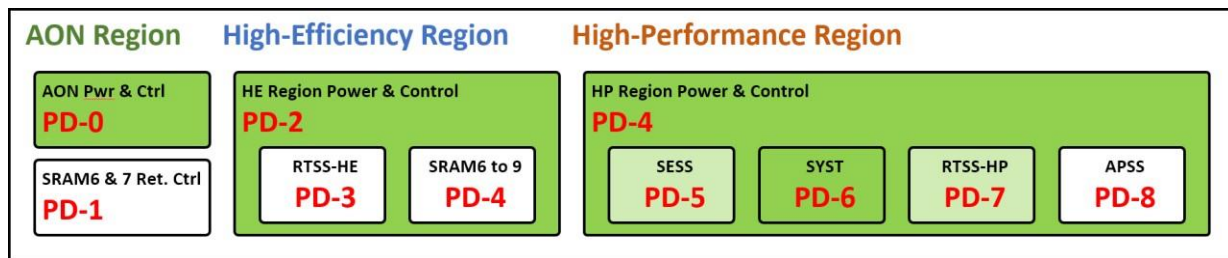 AON Region
High-Efficiency Region
High-Performance Region
AON Pwr & Ctrl
PD-0
SRAM6 & 7 Ret. Ctrl
PD-1
HE Region Power & Control
PD-2
RTSS-HE
PD-3
SRAM6 to 9
PD-4
HP Region Power & Control
PD-4
SESS
PD-5
SYST
PD-6
RTSS-HP
PD-7
APSS
PD-8